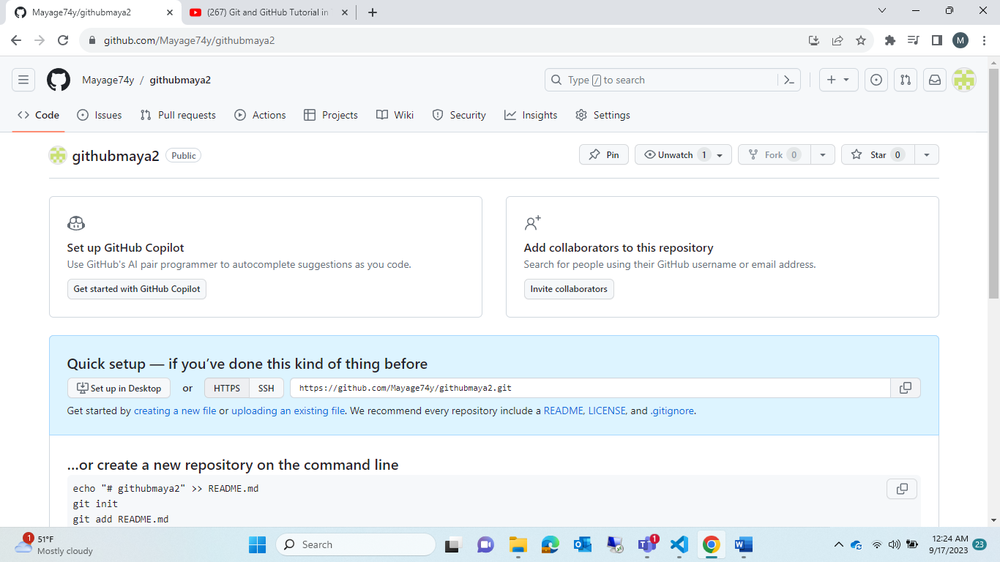 Mayage74y/githubmaya2
(267) Git and GitHub Tutorial in
github.com/Mayage74y/githubmaya2
M
Mayage74y / githubmaya2
Type / to search
Code Issues Pull requests Actions Projects Wiki Security Insights Settings
githubmaya2 Public
Pin Unwatch 1 Fork 0 Star 0
Set up GitHub Copilot
Use GitHub's AI pair programmer to autocomplete suggestions as you code.
Get started with GitHub Copilot
Add collaborators to this repository
Search for people using their GitHub username or email address.
Invite collaborators
Quick setup — if you’ve done this kind of thing before
Set up in Desktop or HTTPS SSH https://github.com/Mayage74y/githubmaya2.git
Get started by creating a new file or uploading an existing file. We recommend every repository include a README, LICENSE, and .gitignore.
…or create a new repository on the command line
echo "# githubmaya2" >> README.md
git init
git add README.md
1
51°F
Mostly cloudy
Search
1
12:24 AM
9/17/2023
23